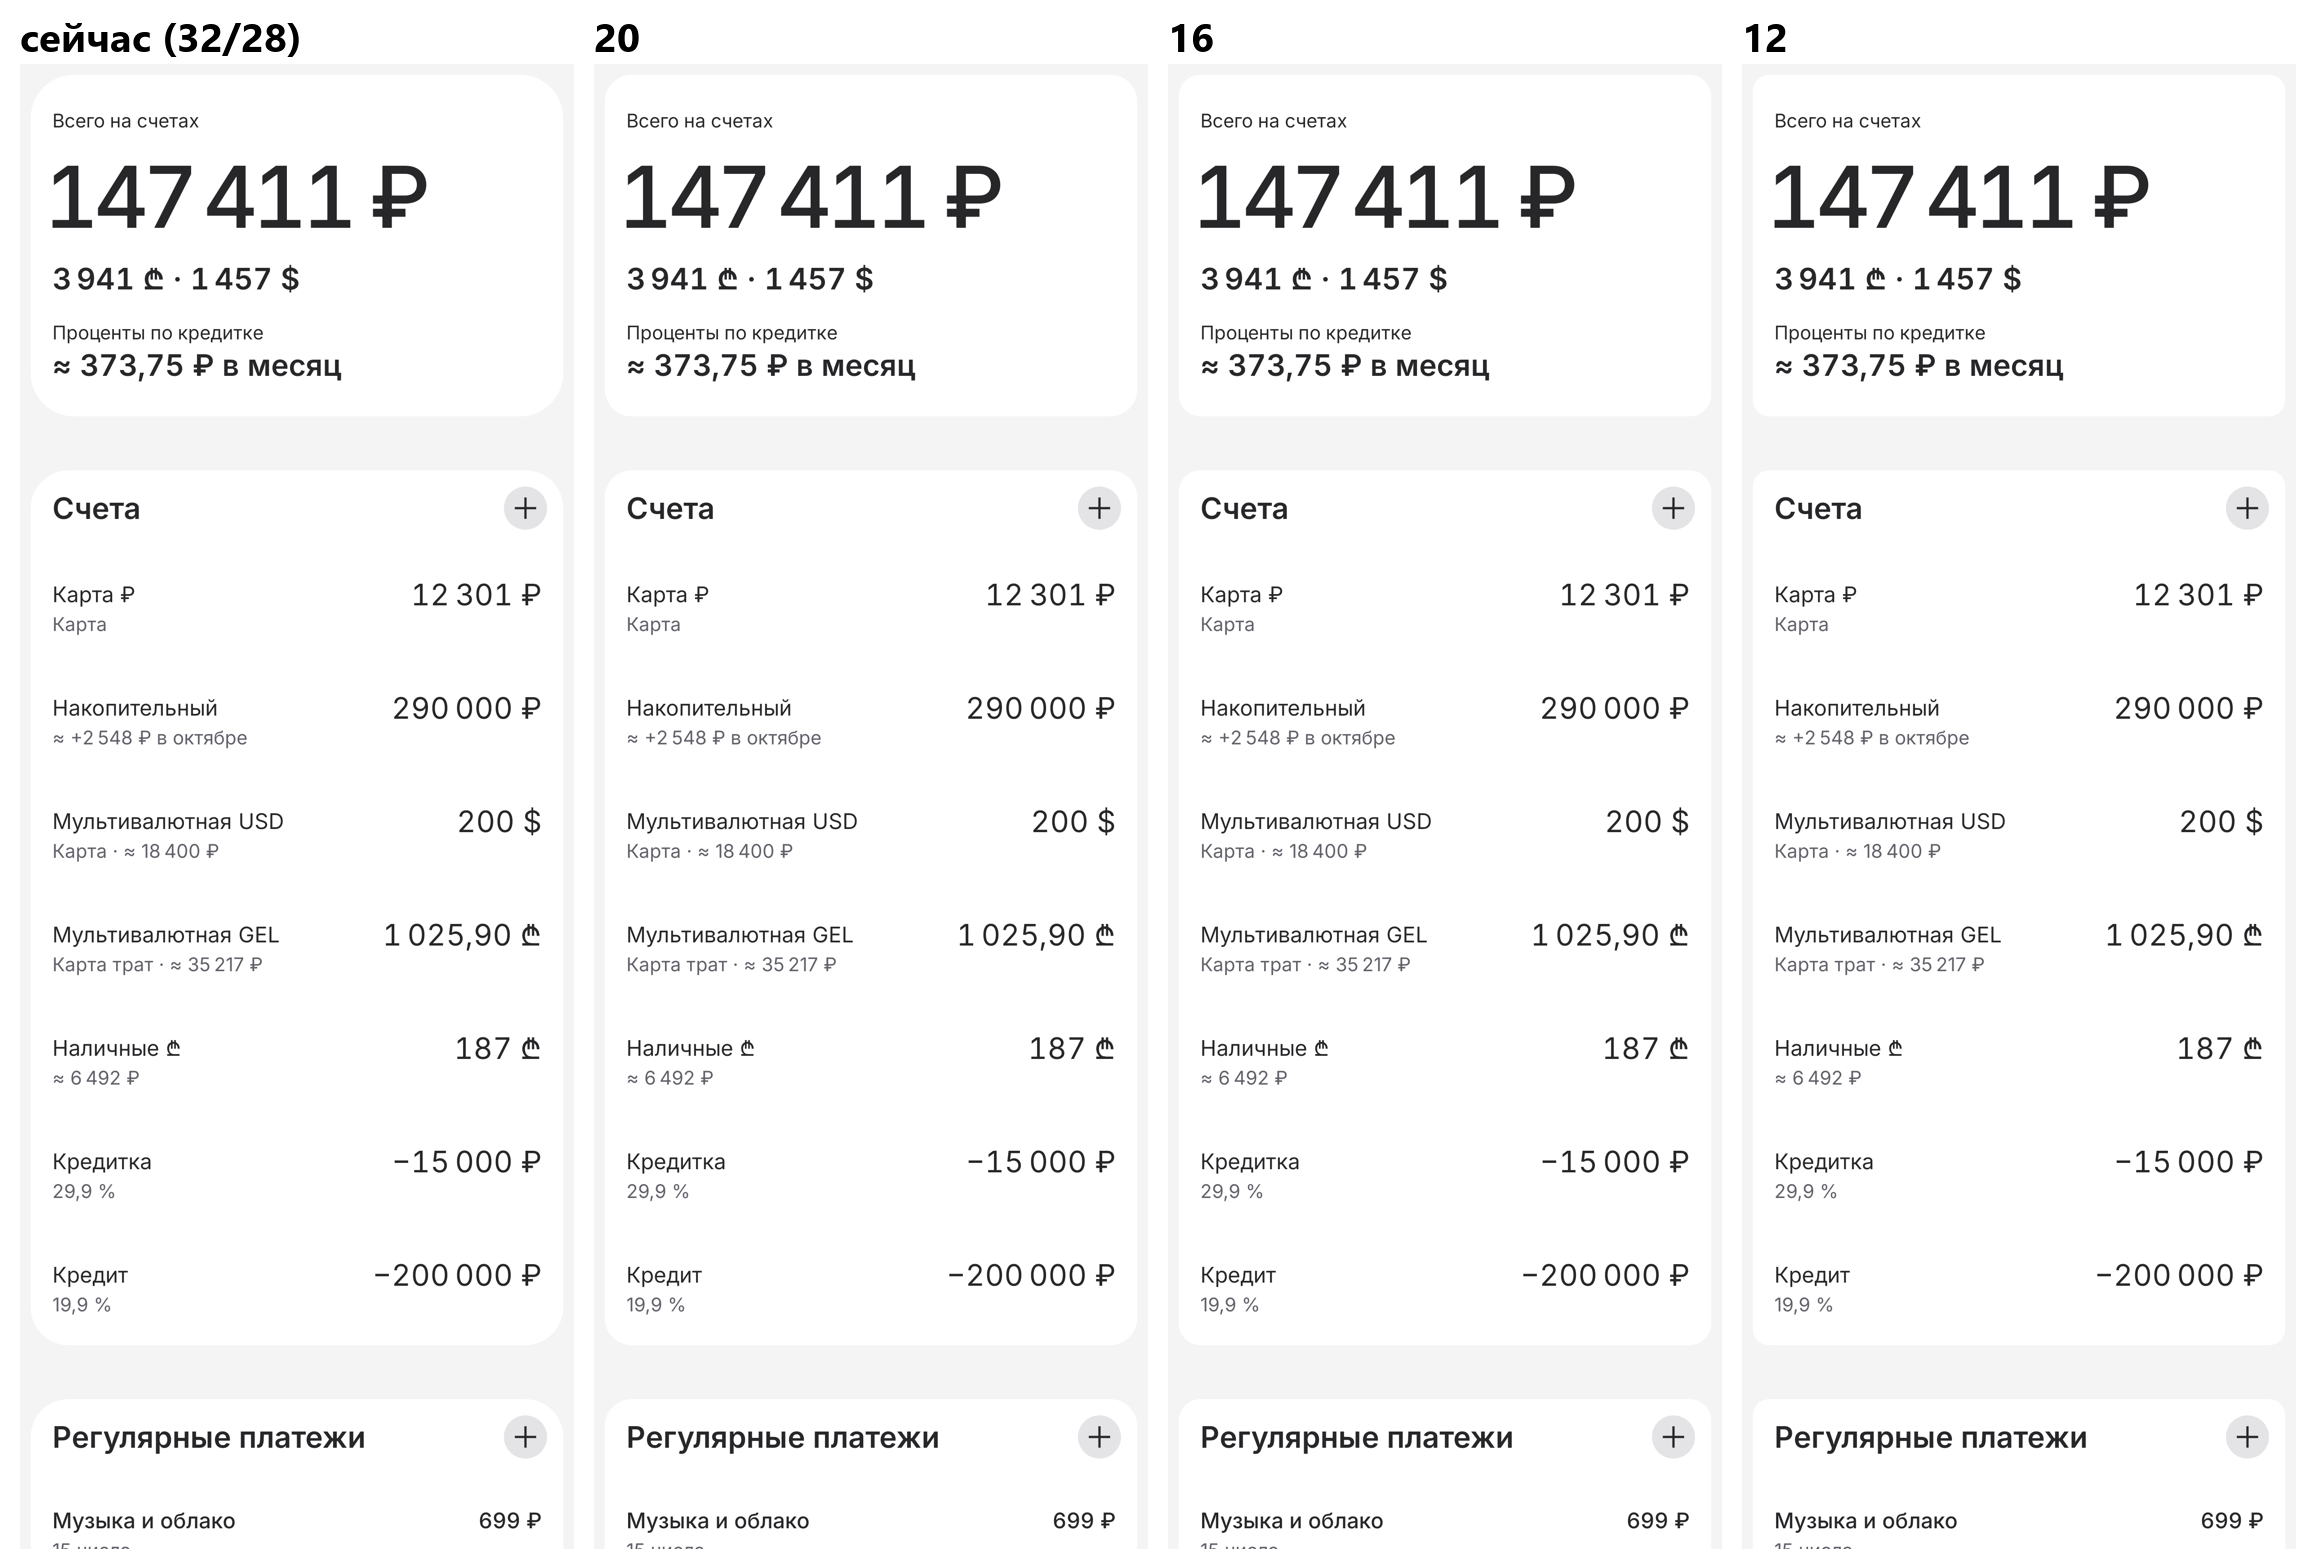 сейчас (32/28)
Всего на счетах
147 411 ₽
3 941 ₾ · 1 457 $
Проценты по кредитке
≈ 373,75 ₽ в месяц
Счета
Карта ₽ 12 301 ₽
Карта
Накопительный 290 000 ₽
≈ +2 548 ₽ в октябре
Мультивалютная USD 200 $
Карта · ≈ 18 400 ₽
Мультивалютная GEL 1 025,90 ₾
Карта трат · ≈ 35 217 ₽
Наличные ₾ 187 ₾
≈ 6 492 ₽
Кредитка −15 000 ₽
29,9 %
Кредит −200 000 ₽
19,9 %
Регулярные платежи
Музыка и облако 699 ₽
20
Всего на счетах
147 411 ₽
3 941 ₾ · 1 457 $
Проценты по кредитке
≈ 373,75 ₽ в месяц
Счета
Карта ₽ 12 301 ₽
Карта
Накопительный 290 000 ₽
≈ +2 548 ₽ в октябре
Мультивалютная USD 200 $
Карта · ≈ 18 400 ₽
Мультивалютная GEL 1 025,90 ₾
Карта трат · ≈ 35 217 ₽
Наличные ₾ 187 ₾
≈ 6 492 ₽
Кредитка −15 000 ₽
29,9 %
Кредит −200 000 ₽
19,9 %
Регулярные платежи
Музыка и облако 699 ₽
16
Всего на счетах
147 411 ₽
3 941 ₾ · 1 457 $
Проценты по кредитке
≈ 373,75 ₽ в месяц
Счета
Карта ₽ 12 301 ₽
Карта
Накопительный 290 000 ₽
≈ +2 548 ₽ в октябре
Мультивалютная USD 200 $
Карта · ≈ 18 400 ₽
Мультивалютная GEL 1 025,90 ₾
Карта трат · ≈ 35 217 ₽
Наличные ₾ 187 ₾
≈ 6 492 ₽
Кредитка −15 000 ₽
29,9 %
Кредит −200 000 ₽
19,9 %
Регулярные платежи
Музыка и облако 699 ₽
12
Всего на счетах
147 411 ₽
3 941 ₾ · 1 457 $
Проценты по кредитке
≈ 373,75 ₽ в месяц
Счета
Карта ₽ 12 301 ₽
Карта
Накопительный 290 000 ₽
≈ +2 548 ₽ в октябре
Мультивалютная USD 200 $
Карта · ≈ 18 400 ₽
Мультивалютная GEL 1 025,90 ₾
Карта трат · ≈ 35 217 ₽
Наличные ₾ 187 ₾
≈ 6 492 ₽
Кредитка −15 000 ₽
29,9 %
Кредит −200 000 ₽
19,9 %
Регулярные платежи
Музыка и облако 699 ₽